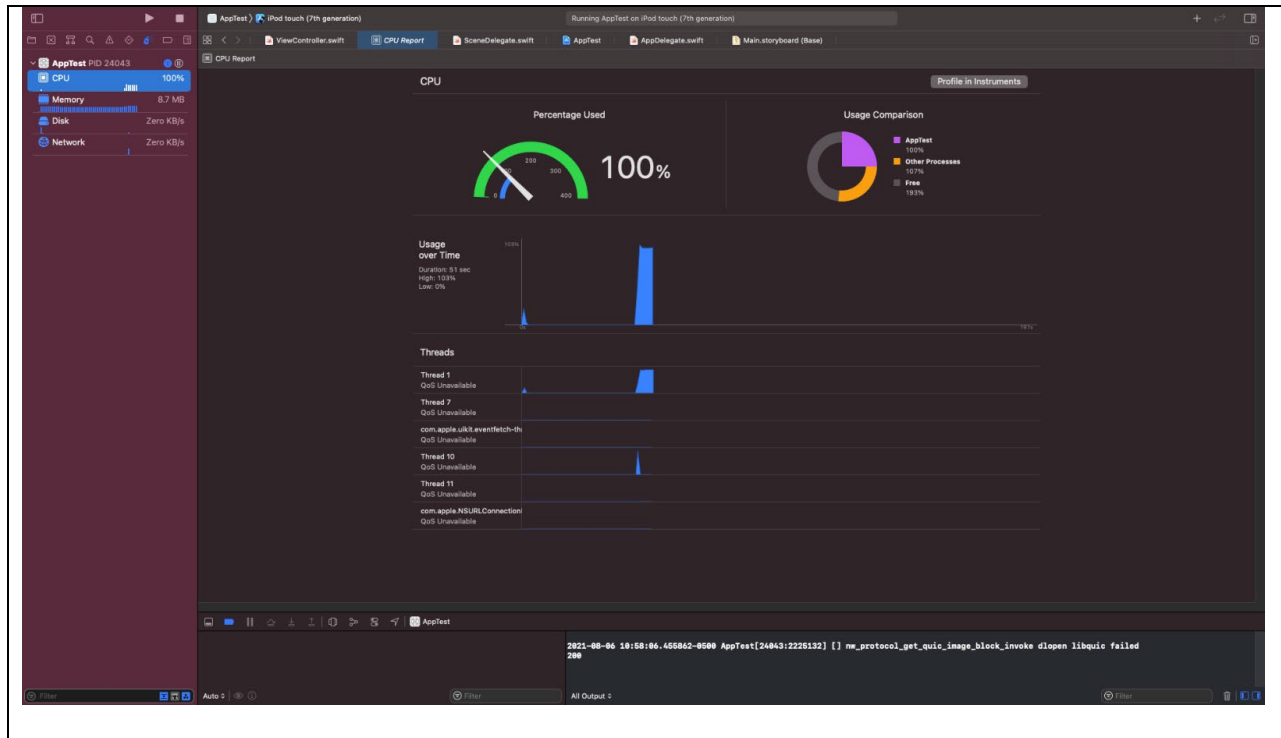 AppTest
iPod touch (7th generation)
Running AppTest on iPod touch (7th generation)
ViewController.swift
CPU Report
SceneDelegate.swift
AppTest
AppDelegate.swift
Main.storyboard (Base)
CPU Report
AppTest PID 24043
CPU 100%
Memory 8.7 MB
Disk Zero KB/s
Network Zero KB/s
CPU
Profile in Instruments
Percentage Used
0
200
300
400
100%
Usage Comparison
AppTest
100%
Other Processes
107%
Free
193%
Usage
over Time
Duration: 51 sec
High: 103%
Low: 0%
103%
0s
Threads
Thread 1
QoS Unavailable
Thread 7
QoS Unavailable
com.apple.uikit.eventfetch-th
QoS Unavailable
Thread 10
QoS Unavailable
Thread 11
QoS Unavailable
com.apple.NSURLConnection
QoS Unavailable
AppTest
2021-08-06 10:58:06.455862-0500 AppTest[24043:2225132] [] nw_protocol_get_quic_image_block_invoke dlopen libquic failed
200
Filter
Auto
Filter
All Output
Filter